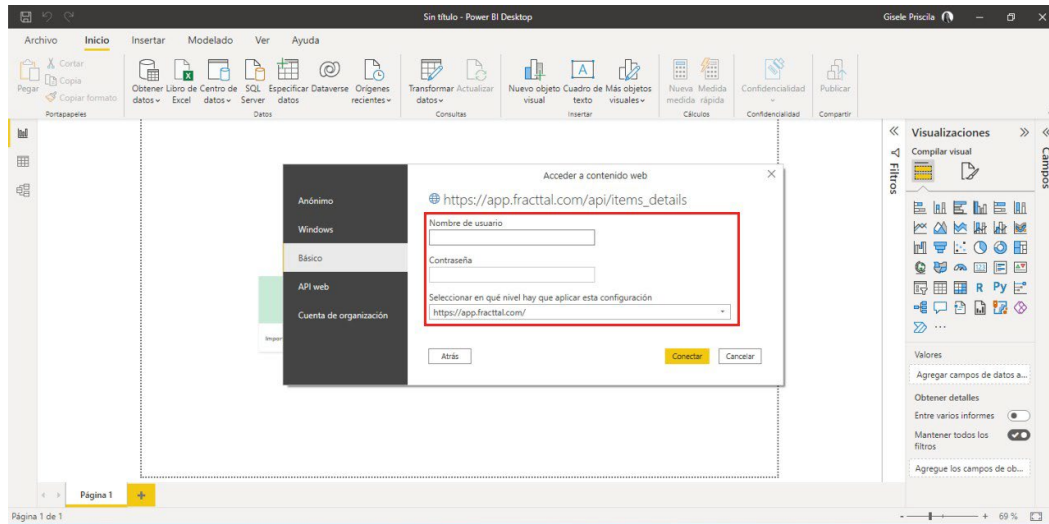 Sin título - Power BI Desktop
Gisele Priscila
Archivo Inicio Insertar Modelado Ver Ayuda
Pegar
Cortar
Copia
Copiar formato
Portapapeles
Obtener datos
Libro de Excel
Centro de datos
SQL Server
Especificar datos
Dataverse
Orígenes recientes
Datos
Transformar datos
Actualizar
Consultas
Nuevo objeto visual
Cuadro de texto
Más objetos visuales
Insertar
Nueva medida
Medida rápida
Cálculos
Confidencialidad
Confidencialidad
Publicar
Compartir
Acceder a contenido web
Anónimo
Windows
Básico
API web
Cuenta de organización
https://app.fracttal.com/api/items_details
Nombre de usuario
Contraseña
Seleccionar en qué nivel hay que aplicar esta configuración
https://app.fracttal.com/
Atrás
Conectar
Cancelar
Impor
Filtros
Visualizaciones
Compilar visual
R Py
Valores
Agregar campos de datos a...
Obtener detalles
Entre varios informes
Mantener todos los
filtros
Agregue los campos de ob...
Campos
Página 1
Página 1 de 1
69 %